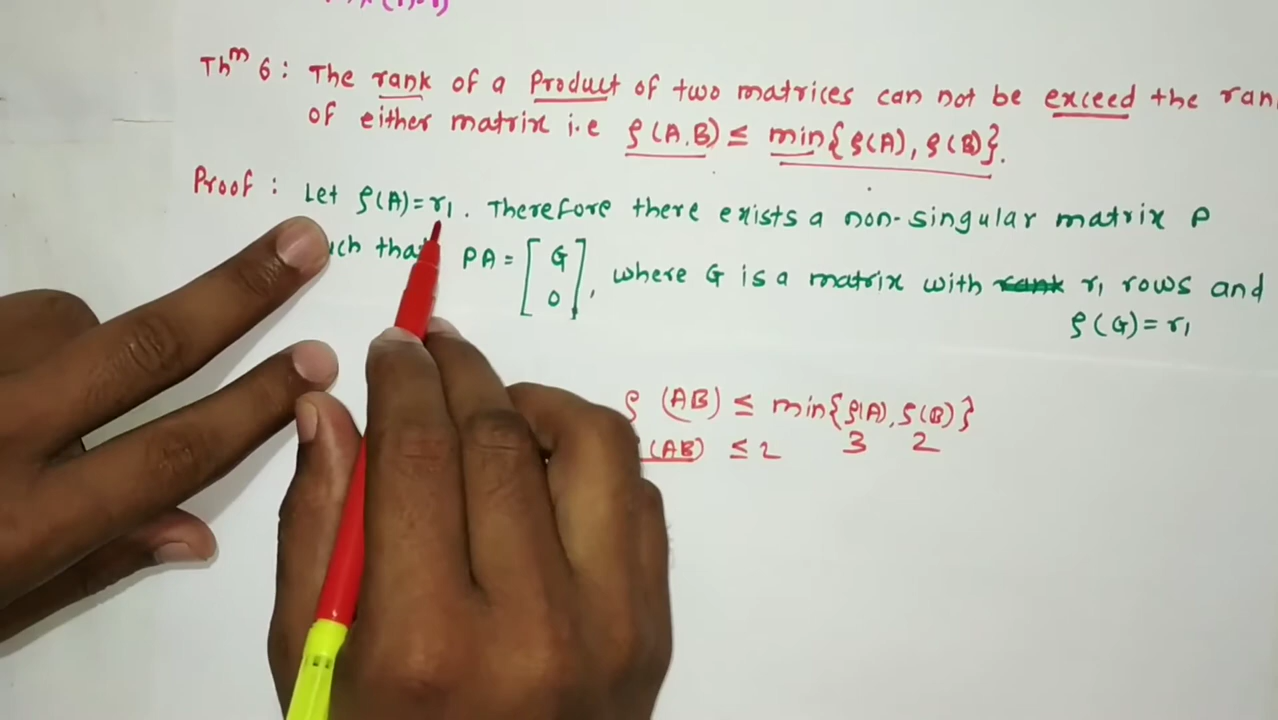 Thm 6: The rank of a Product of two matrices can not be exceed the ran
of either matrix i.e ρ(A.B) ≤ min{ρ(A), ρ(B)}.
Proof: Let ρ(A)=r₁. Therefore there exists a non-singular matrix P
that PA = [G 0], where G is a matrix with r₁ rows and
ρ(G)=r₁
ρ(AB) ≤ min{ρ(A), ρ(B)}
(AB) ≤ 2 3 2